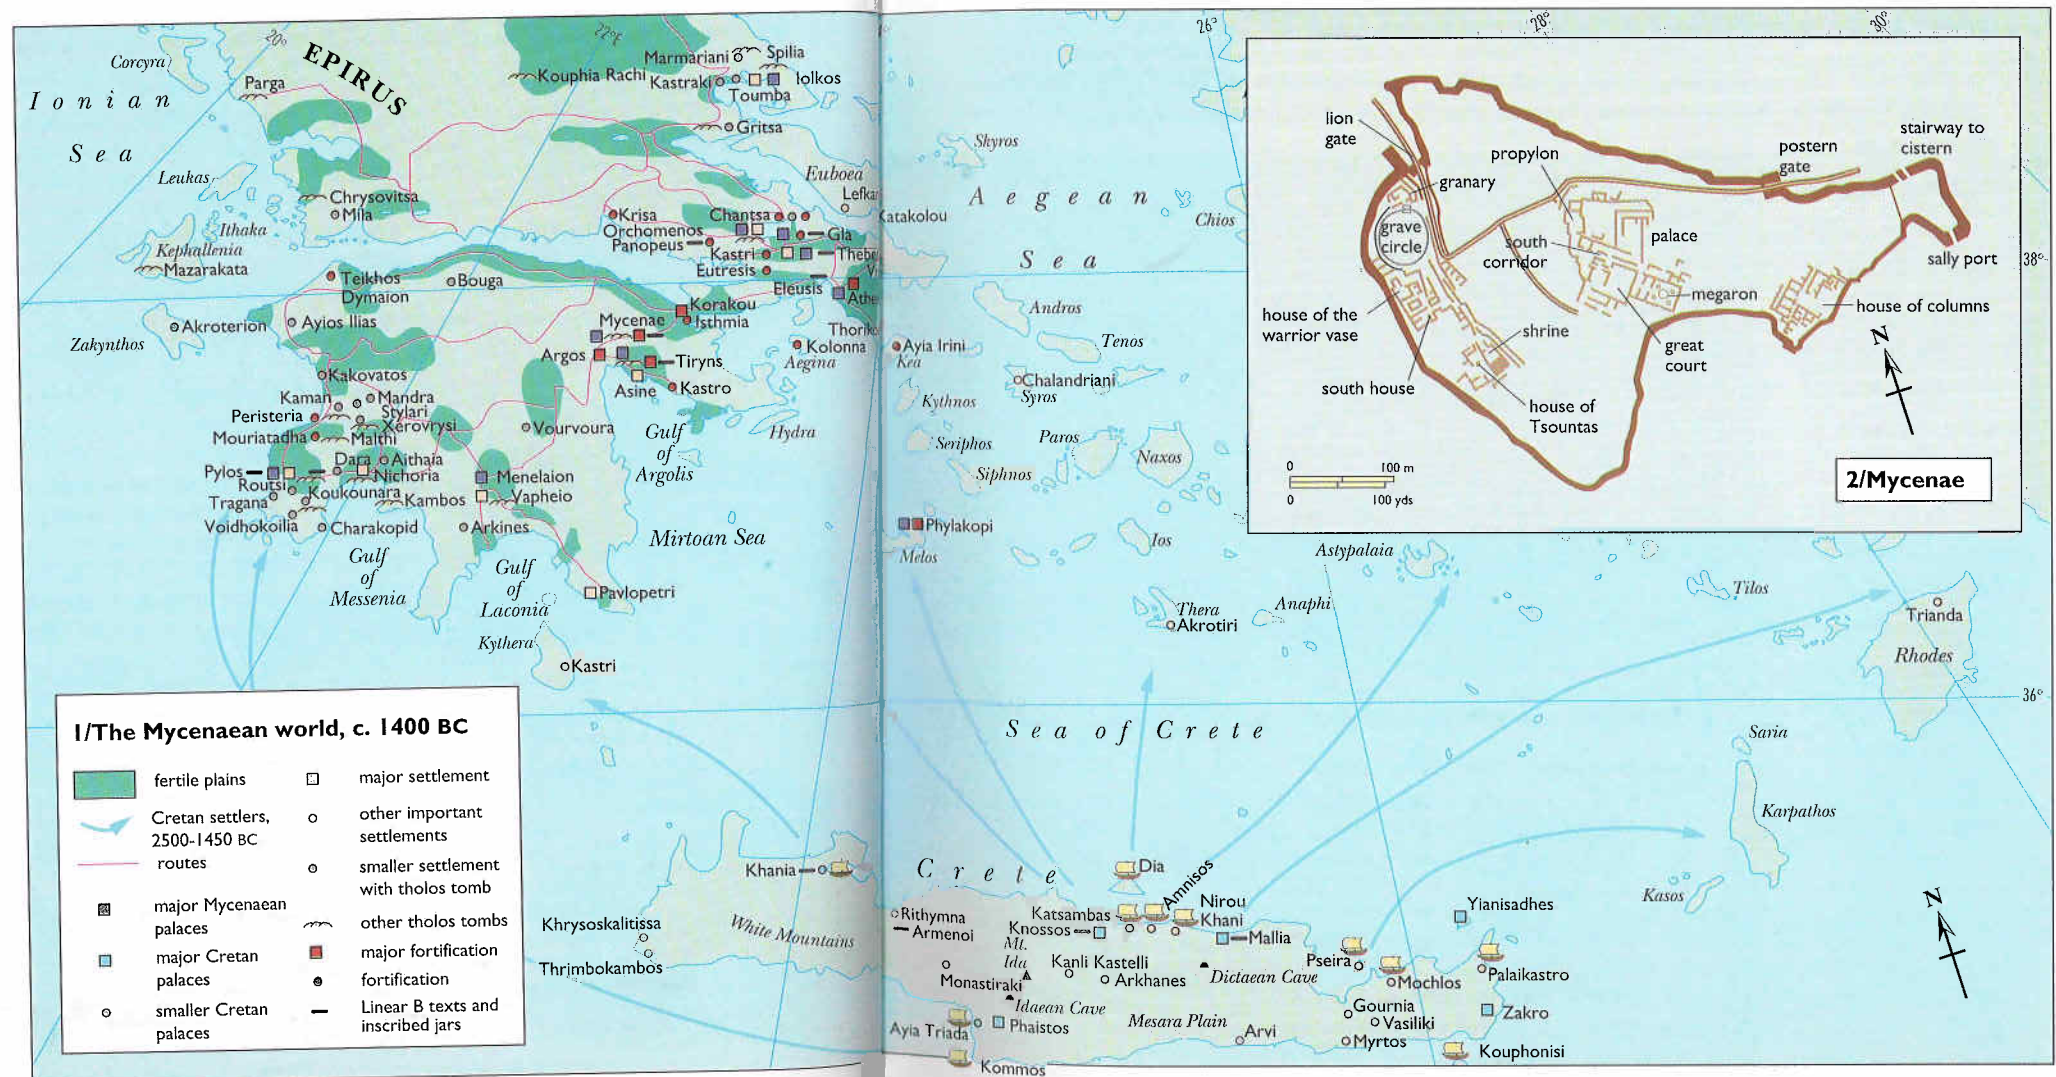 20°
22°E
26°
28°
30°
38°
36°
Corcyra
Ionian
Sea
EPIRUS
Parga
Marmariani
Spilia
Kouphia Rachi
Kastraki
Iolkos
Toumba
Gritsa
Skyros
Leukas
Chrysovitsa
Mila
Euboea
Ithaka
Kephallenia
Mazarakata
Krisa
Chantsa
Orchomenos
Panopeus
Gla
Katakolou
Kastri
Eutresis
Eleusis
Aegean
Sea
Chios
Teikhos
Dymaion
Bouga
Korakou
Isthmia
Akroterion
Ayios Ilias
Zakynthos
Mycenae
Kolonna
Aegina
Ayia Irini
Kea
Andros
Tenos
Argos
Tiryns
Asine
Kastro
Kakovatos
Kaman
Mandra
Stylari
Xerovrysi
Peristeria
Mouriatadha
Malthi
Vourvoura
Hydra
Gulf
of
Argolis
Chalandriani
Syros
Kythnos
Seriphos
Siphnos
Paros
Naxos
Dara
Aithaia
Pylos
Nichoria
Routsi
Tragana
Koukounara
Kambos
Menelaion
Vapheio
Voidhokoilia
Charakopid
Arkines
Gulf
of
Messenia
Gulf
of
Laconia
Mirtoan Sea
Phylakopi
Melos
Ios
Pavlopetri
Kythera
Kastri
Thera
Akrotiri
Anaphi
Astypalaia
Tilos
Trianda
Rhodes
Sea of Crete
Saria
Karpathos
Kasos
Crete
Khania
White Mountains
Khrysoskalitissa
Thrimbokambos
Dia
Amnisos
Nirou
Khani
Katsambas
Rithymna
Armenoi
Knossos
Mallia
Mt.
Ida
Kanli Kastelli
Monastiraki
Arkhanes
Dictaean Cave
Idaean Cave
Ayia Triada
Phaistos
Mesara Plain
Arvi
Kommos
Pseira
Mochlos
Gournia
Vasiliki
Myrtos
Yianisadhes
Palaikastro
Zakro
Kouphonisi
N
1/The Mycenaean world, c. 1400 BC
fertile plains
Cretan settlers,
2500-1450 BC
routes
major Mycenaean
palaces
major Cretan
palaces
smaller Cretan
palaces
major settlement
other important
settlements
smaller settlement
with tholos tomb
other tholos tombs
major fortification
fortification
Linear B texts and
inscribed jars
lion
gate
granary
grave
circle
propylon
postern
gate
stairway to
cistern
palace
south
corridor
sally port
megaron
house of columns
house of the
warrior vase
shrine
great
court
south house
house of
Tsountas
N
0 100 m
0 100 yds
2/Mycenae